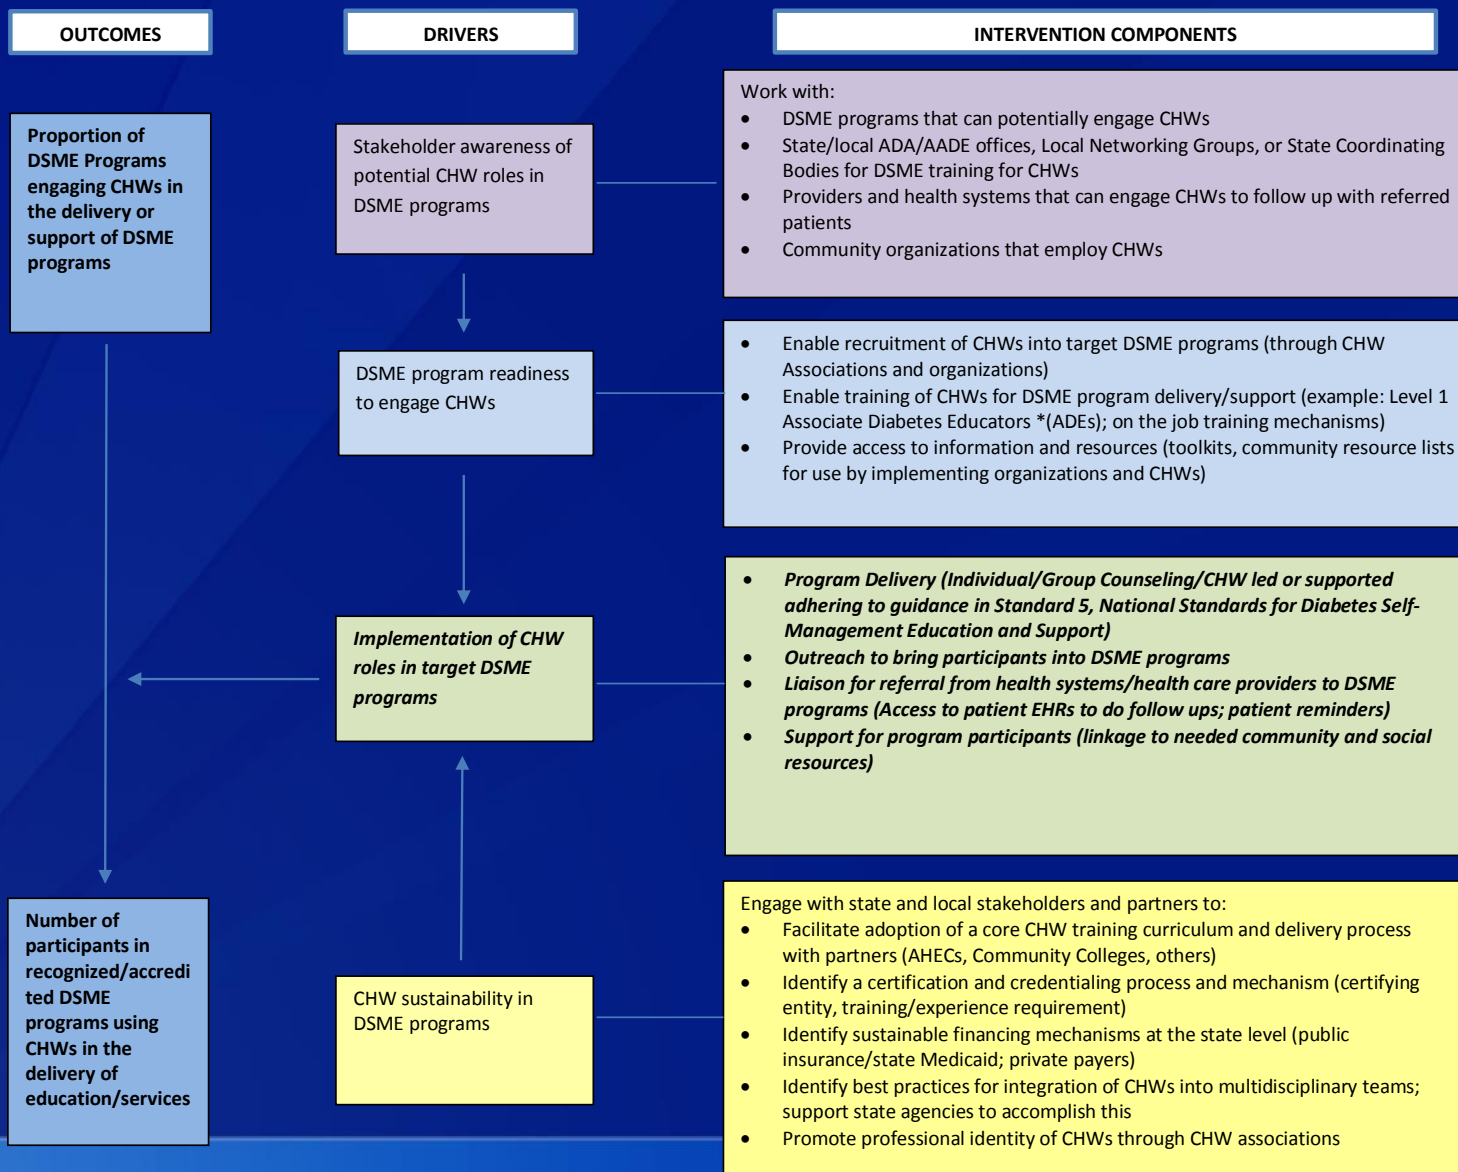 OUTCOMES
DRIVERS
INTERVENTION COMPONENTS
Proportion of
DSME Programs
engaging CHWs in
the delivery or
support of DSME
programs
Stakeholder awareness of
potential CHW roles in
DSME programs
Work with:
• DSME programs that can potentially engage CHWs
• State/local ADA/AADE offices, Local Networking Groups, or State Coordinating
Bodies for DSME training for CHWs
• Providers and health systems that can engage CHWs to follow up with referred
patients
• Community organizations that employ CHWs
DSME program readiness
to engage CHWs
• Enable recruitment of CHWs into target DSME programs (through CHW
Associations and organizations)
• Enable training of CHWs for DSME program delivery/support (example: Level 1
Associate Diabetes Educators *(ADEs); on the job training mechanisms)
• Provide access to information and resources (toolkits, community resource lists
for use by implementing organizations and CHWs)
Implementation of CHW
roles in target DSME
programs
• Program Delivery (Individual/Group Counseling/CHW led or supported
adhering to guidance in Standard 5, National Standards for Diabetes Self-
Management Education and Support)
• Outreach to bring participants into DSME programs
• Liaison for referral from health systems/health care providers to DSME
programs (Access to patient EHRs to do follow ups; patient reminders)
• Support for program participants (linkage to needed community and social
resources)
Number of
participants in
recognized/accredi
ted DSME
programs using
CHWs in the
delivery of
education/services
CHW sustainability in
DSME programs
Engage with state and local stakeholders and partners to:
• Facilitate adoption of a core CHW training curriculum and delivery process
with partners (AHECs, Community Colleges, others)
• Identify a certification and credentialing process and mechanism (certifying
entity, training/experience requirement)
• Identify sustainable financing mechanisms at the state level (public
insurance/state Medicaid; private payers)
• Identify best practices for integration of CHWs into multidisciplinary teams;
support state agencies to accomplish this
• Promote professional identity of CHWs through CHW associations